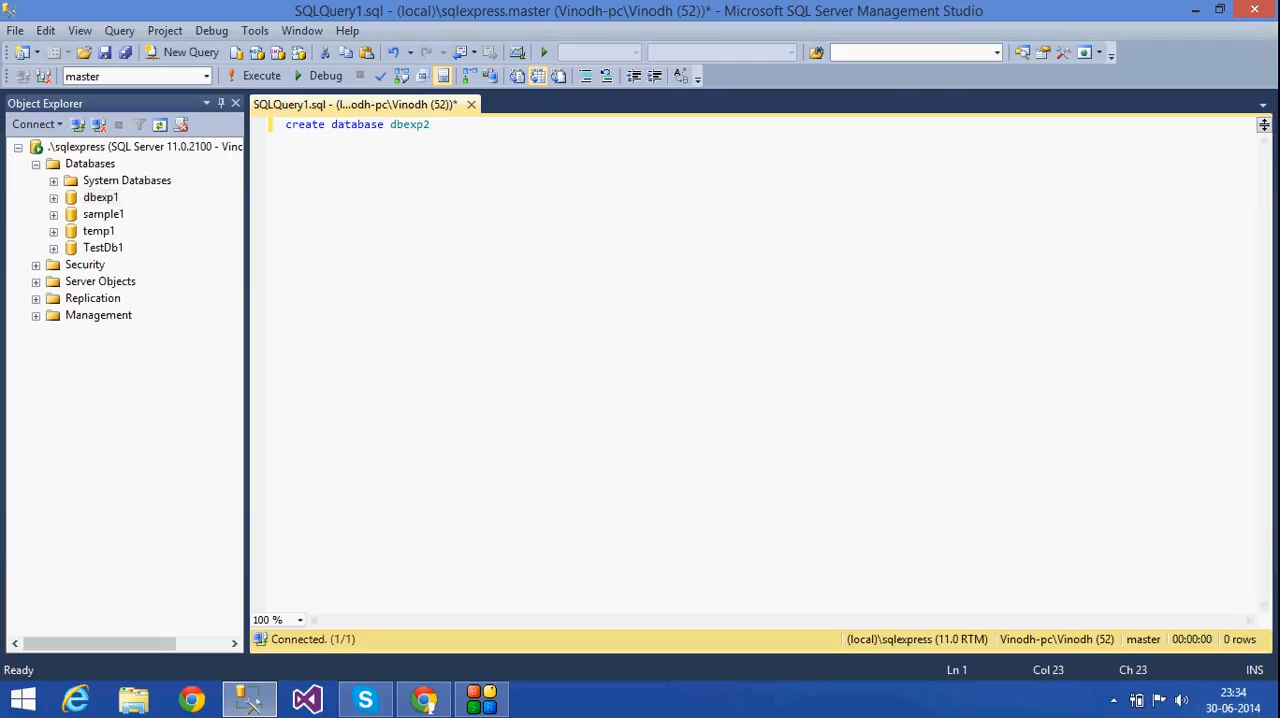 SQLQuery1.sql - (local)\sqlexpress.master (Vinodh-pc\Vinodh (52))* - Microsoft SQL Server Management Studio
File Edit View Query Project Debug Tools Window Help
New Query
master Execute Debug
Object Explorer
SQLQuery1.sql - (l...odh-pc\Vinodh (52))*
Connect
create database dbexp2
.\sqlexpress (SQL Server 11.0.2100 - Vinc
Databases
System Databases
dbexp1
sample1
temp1
TestDb1
Security
Server Objects
Replication
Management
100 %
Connected. (1/1) (local)\sqlexpress (11.0 RTM) Vinodh-pc\Vinodh (52) master 00:00:00 0 rows
Ready Ln 1 Col 23 Ch 23 INS
23:34
30-06-2014